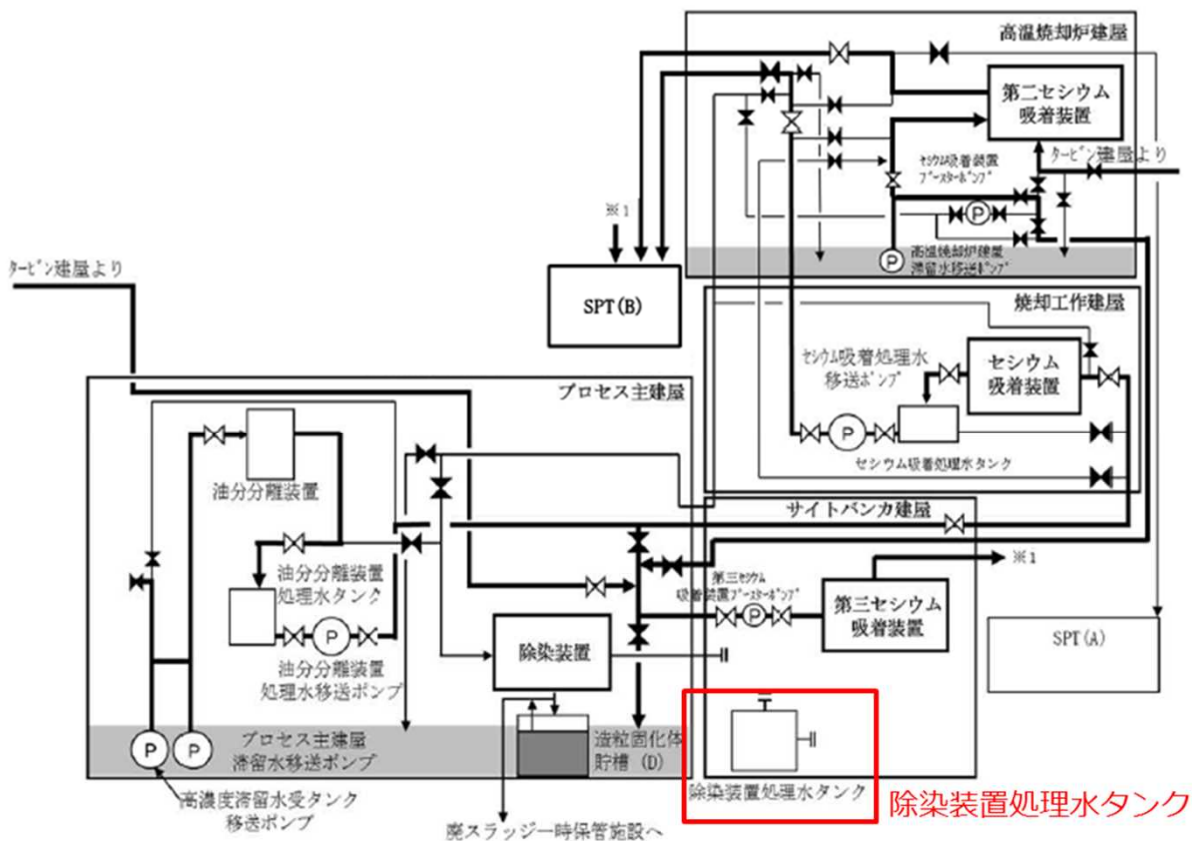 高温焼却炉建屋
第二セシウム
吸着装置
タービン建屋より
セシウム吸着装置
ブースターポンプ
※1
P
P
高温焼却炉建屋
滞留水移送ポンプ
タービン建屋より
SPT(B)
焼却工作建屋
セシウム吸着処理水
移送ポンプ
セシウム
吸着装置
P
セシウム吸着処理水タンク
プロセス主建屋
油分分離装置
サイトバンカ建屋
※1
油分分離装置
処理水タンク
第三セシウム
吸着装置ブースターポンプ
P
第三セシウム
吸着装置
P
油分分離装置
処理水移送ポンプ
除染装置
SPT(A)
P
P
プロセス主建屋
滞留水移送ポンプ
造粒固化体
貯槽 (D)
除染装置処理水タンク
除染装置処理水タンク
高濃度滞留水受タンク
移送ポンプ
廃スラッジ一時保管施設へ